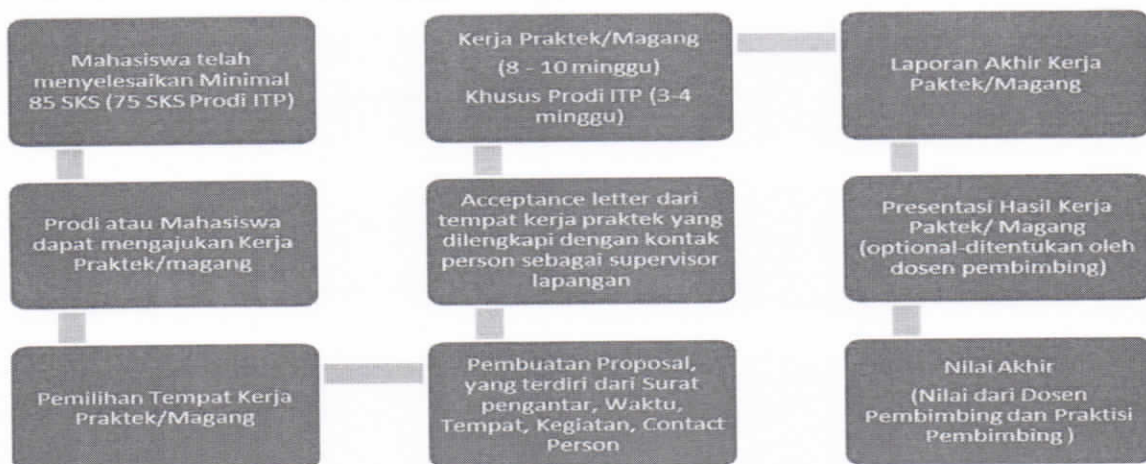 Mahasiswa telah
menyelesaikan Minimal
85 SKS (75 SKS Prodi ITP)
Prodi atau Mahasiswa
dapat mengajukan Kerja
Praktek/magang
Pemilihan Tempat Kerja
Praktek/Magang
Pembuatan Proposal,
yang terdiri dari Surat
pengantar, Waktu,
Tempat, Kegiatan, Contact
Person
Acceptance letter dari
tempat kerja praktek yang
dilengkapi dengan kontak
person sebagai supervisor
lapangan
Kerja Praktek/Magang
(8 - 10 minggu)
Khusus Prodi ITP (3-4
minggu)
Laporan Akhir Kerja
Paktek/Magang
Presentasi Hasil Kerja
Paktek/ Magang
(optional-ditentukan oleh
dosen pembimbing)
Nilai Akhir
(Nilai dari Dosen
Pembimbing dan Praktisi
Pembimbing )